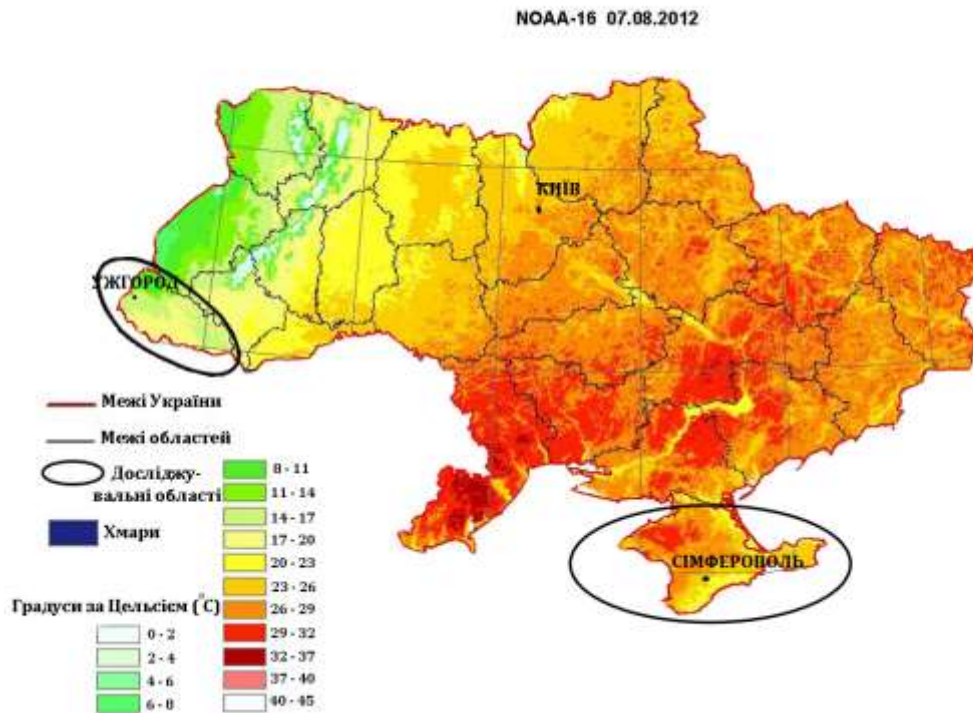 NOAA-16 07.08.2012
КИЇВ
УЖГОРОД
СІМФЕРОПОЛЬ
Межі України
Межі областей
Досліджу-
вальні області
Хмари
Градуси за Цельсієм (°C)
0 - 2
2 - 4
4 - 6
6 - 8
8 - 11
11 - 14
14 - 17
17 - 20
20 - 23
23 - 26
26 - 29
29 - 32
32 - 37
37 - 40
40 - 45